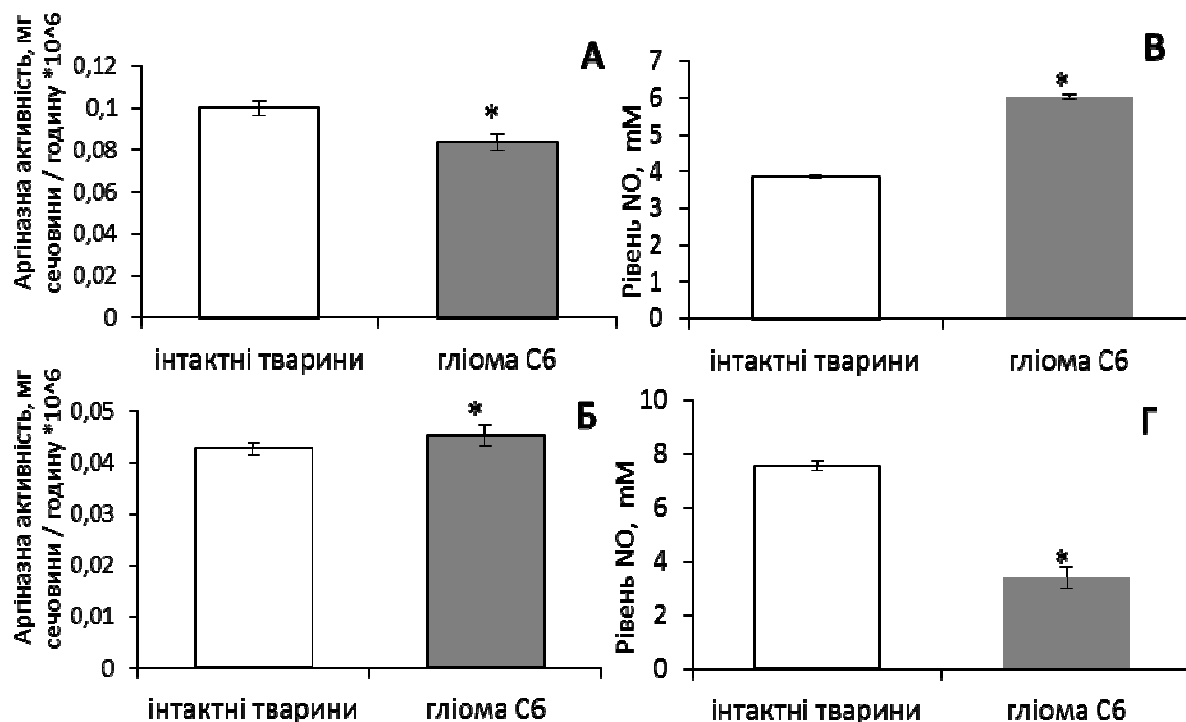 А
Аргіназна активність, мг
сечовини / годину *10^6
0,12
0,1
0,08
0,06
0,04
0,02
0
*
інтактні тварини
гліома С6
В
Рівень NO, mM
7
6
5
4
3
2
1
0
*
інтактні тварини
гліома С6
Б
Аргіназна активність, мг
сечовини / годину *10^6
0,05
0,04
0,03
0,02
0,01
0
*
інтактні тварини
гліома С6
Г
Рівень NO, mM
10
8
6
4
2
0
*
інтактні тварини
гліома С6